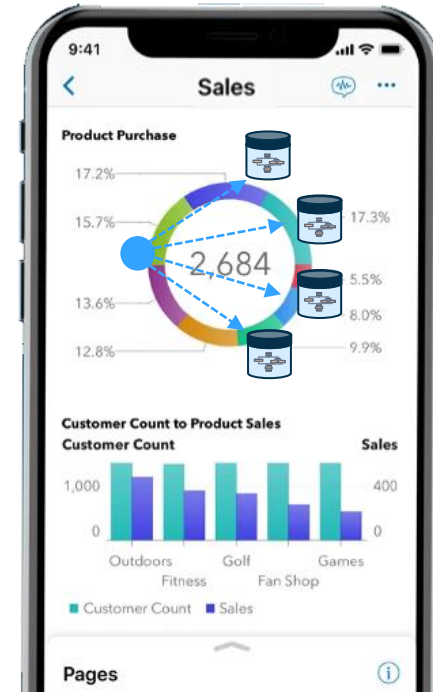 9:41
Sales
Product Purchase
17.2%
15.7%
17.3%
2,684
5.5%
13.6%
8.0%
12.8%
9.9%
Customer Count to Product Sales
Customer Count Sales
1,000 400
0 0
Outdoors Golf Games
Fitness Fan Shop
Customer Count Sales
Pages